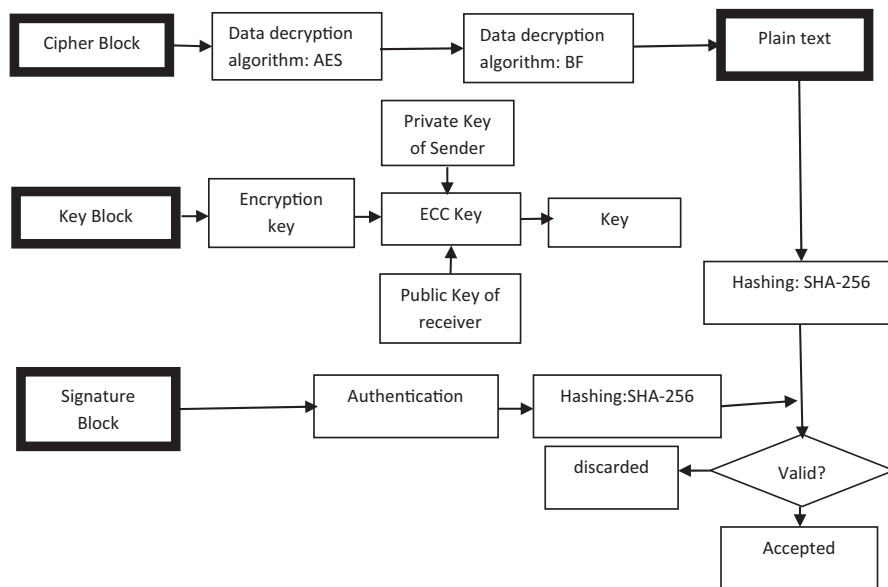 Cipher Block
Data decryption
algorithm: AES
Data decryption
algorithm: BF
Plain text
Private Key
of Sender
Key Block
Encryption
key
ECC Key
Key
Public Key of
receiver
Hashing: SHA-256
Signature
Block
Authentication
Hashing:SHA-256
discarded
Valid?
Accepted